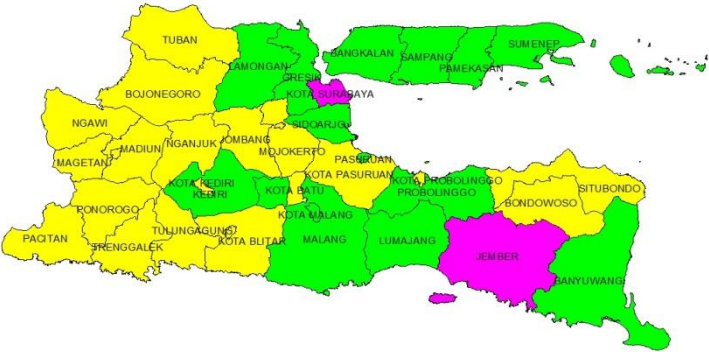 TUBAN
LAMONGAN
BANGKALAN
SAMPANG
SUMENEP
PAMEKASAN
GRESIK
BOJONEGORO
KOTA SURABAYA
NGAWI
SIDOARJO
MADIUN
NGANJUK
JOMBANG
MAGETAN
MOJOKERTO
PASURUAN
KOTA PASURUAN
KOTA KEDIRI
KEDIRI
KOTA BATU
KOTA PROBOLINGGO
PROBOLINGGO
SITUBONDO
BONDOWOSO
PONOROGO
KOTA MALANG
PACITAN
TRENGGALEK
TULUNGAGUNG
KOTA BLITAR
MALANG
LUMAJANG
JEMBER
BANYUWANGI